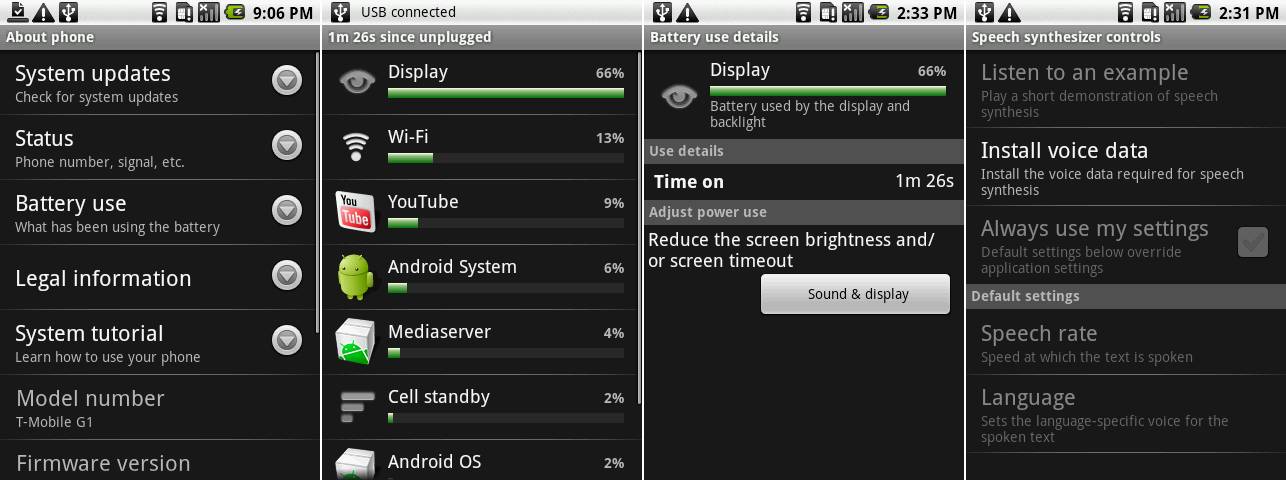 9:06 PM
About phone
System updates
Check for system updates
Status
Phone number, signal, etc.
Battery use
What has been using the battery
Legal information
System tutorial
Learn how to use your phone
Model number
T-Mobile G1
Firmware version
USB connected
1m 26s since unplugged
Display 66%
Wi-Fi 13%
You
Tube
YouTube 9%
Android System 6%
Mediaserver 4%
Cell standby 2%
Android OS 2%
2:33 PM
Battery use details
Display 66%
Battery used by the display and
backlight
Use details
Time on 1m 26s
Adjust power use
Reduce the screen brightness and/
or screen timeout
Sound & display
2:31 PM
Speech synthesizer controls
Listen to an example
Play a short demonstration of speech
synthesis
Install voice data
Install the voice data required for speech
synthesis
Always use my settings
Default settings below override
application settings
Default settings
Speech rate
Speed at which the text is spoken
Language
Sets the language-specific voice for the
spoken text